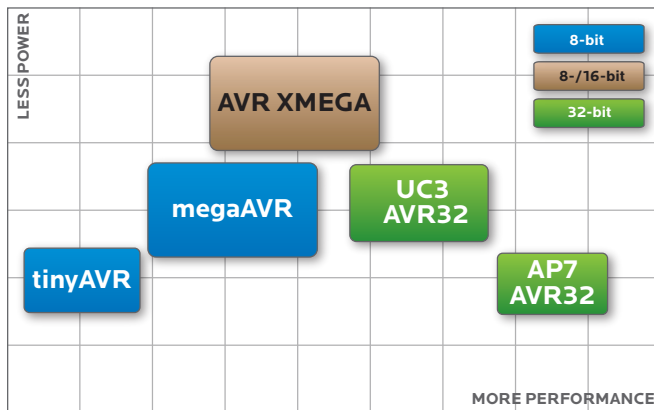 LESS POWER
8-bit
8-/16-bit
32-bit
AVR XMEGA
megaAVR
UC3
AVR32
tinyAVR
AP7
AVR32
MORE PERFORMANCE